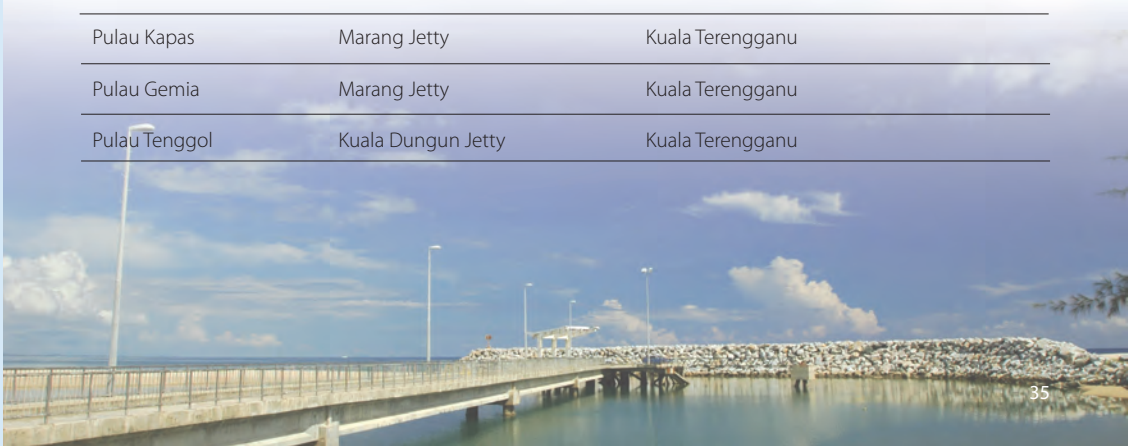 Pulau Kapas Marang Jetty Kuala Terengganu
Pulau Gemia Marang Jetty Kuala Terengganu
Pulau Tenggol Kuala Dungun Jetty Kuala Terengganu
35